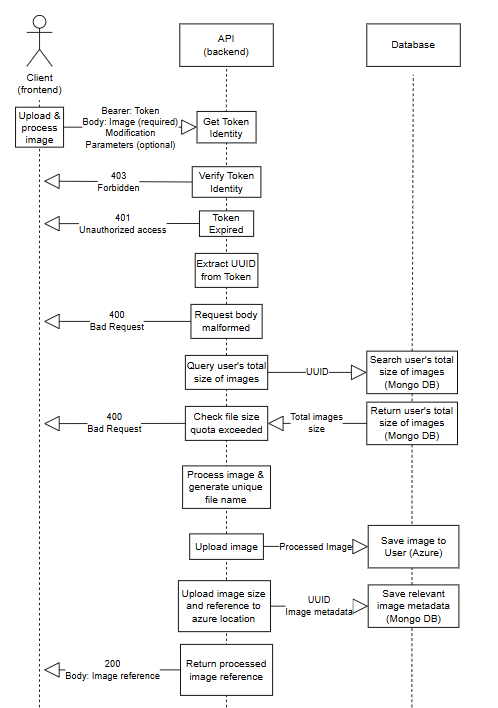 API
(backend)
Database
Client
(frontend)
Upload &
process
image
Bearer: Token
Body: Image (required)
Modification
Parameters (optional)
Get Token
Identity
403
Forbidden
Verify Token
Identity
401
Unauthorized access
Token
Expired
Extract UUID
from Token
400
Bad Request
Request body
malformed
Query user's total
size of images
UUID
Search user's total
size of images
(Mongo DB)
400
Bad Request
Check file size
quota exceeded
Total images
size
Return user's total
size of images
(Mongo DB)
Process image &
generate unique
file name
Upload image
Processed Image
Save image to
User (Azure)
Upload image size
and reference to
azure location
UUID
Image metadata
Save relevant
image metadata
(Mongo DB)
200
Body: Image reference
Return processed
image reference